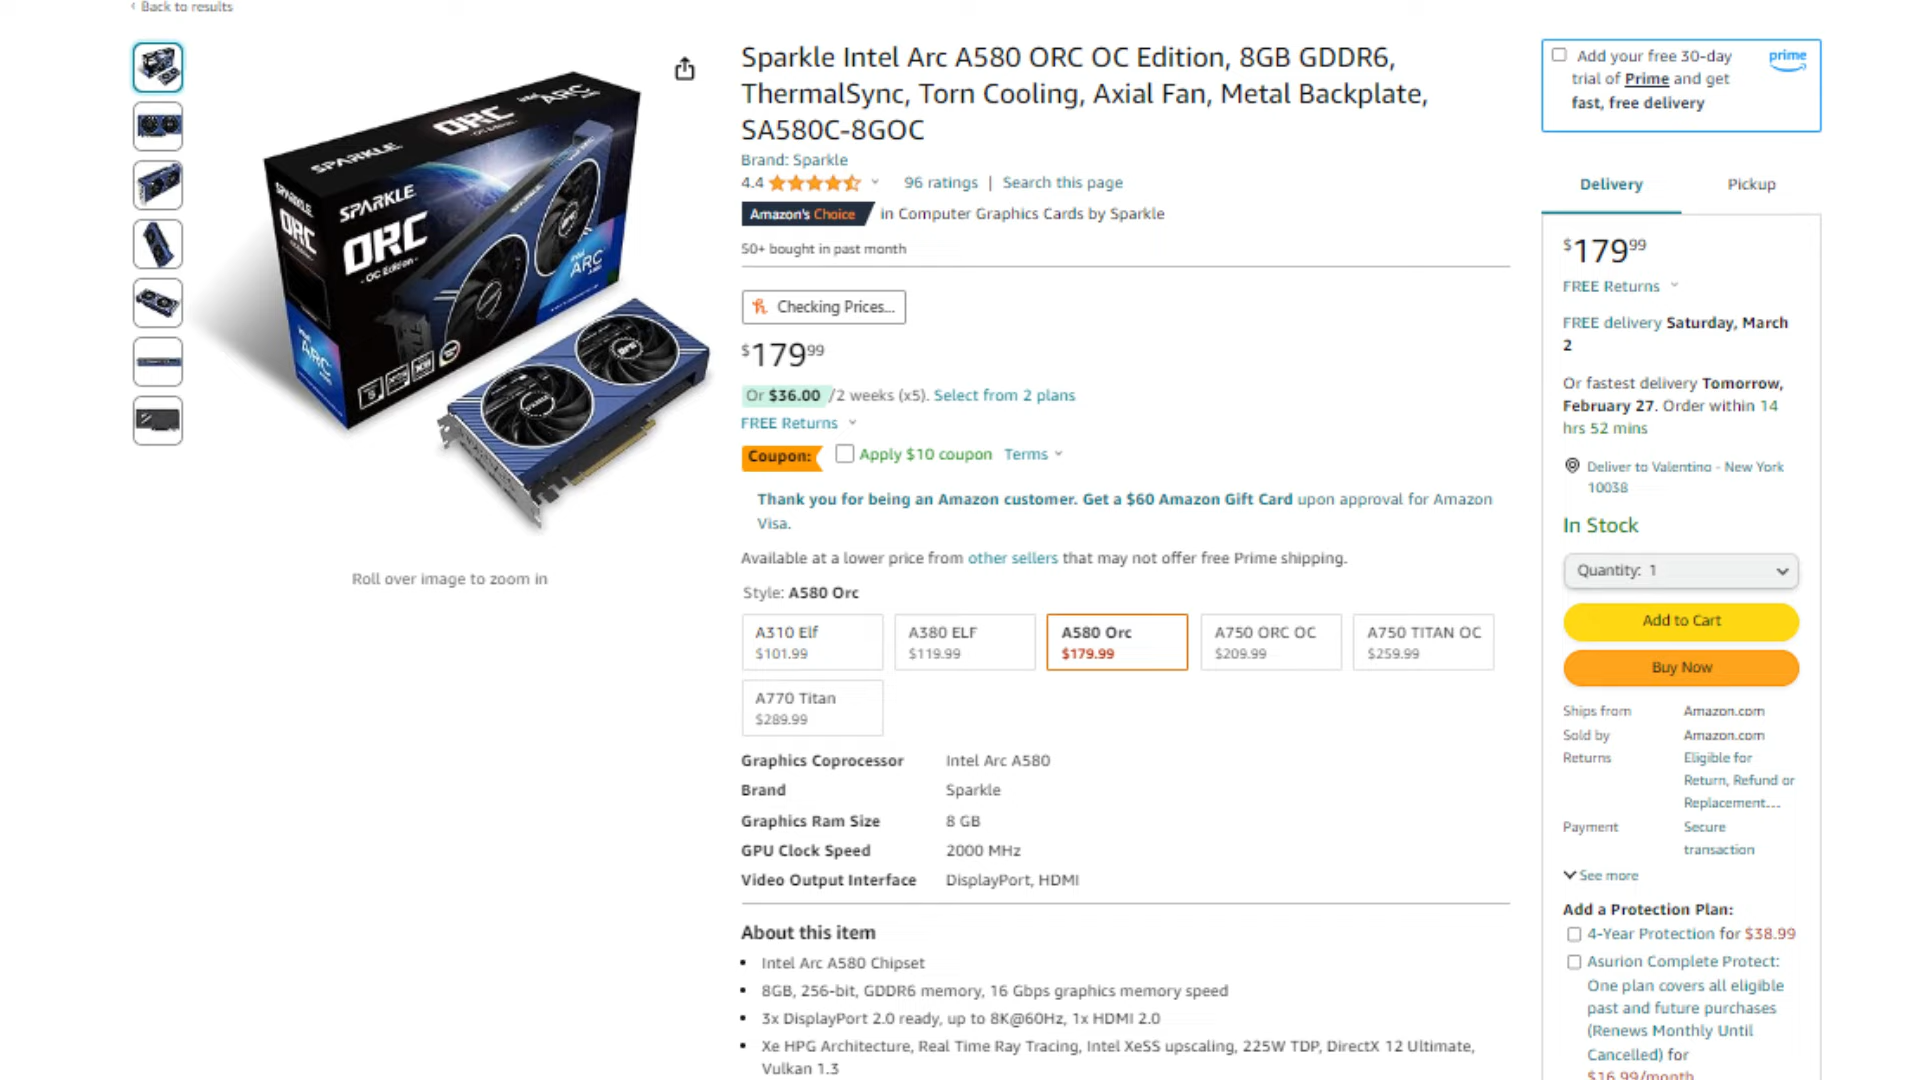 ‹ Back to results
Sparkle Intel Arc A580 ORC OC Edition, 8GB GDDR6,
ThermalSync, Torn Cooling, Axial Fan, Metal Backplate,
SA580C-8GOC
Brand: Sparkle
4.4
96 ratings | Search this page
Amazon's Choice in Computer Graphics Cards by Sparkle
50+ bought in past month
Checking Prices...
$179 99
Or $36.00 /2 weeks (x5). Select from 2 plans
FREE Returns
Coupon: Apply $10 coupon Terms
Thank you for being an Amazon customer. Get a $60 Amazon Gift Card upon approval for Amazon
Visa.
Available at a lower price from other sellers that may not offer free Prime shipping.
Style: A580 Orc
A310 Elf
$101.99
A380 ELF
$119.99
A580 Orc
$179.99
A750 ORC OC
$209.99
A750 TITAN OC
$259.99
A770 Titan
$289.99
Graphics Coprocessor Intel Arc A580
Brand Sparkle
Graphics Ram Size 8 GB
GPU Clock Speed 2000 MHz
Video Output Interface DisplayPort, HDMI
About this item
• Intel Arc A580 Chipset
• 8GB, 256-bit, GDDR6 memory, 16 Gbps graphics memory speed
• 3x DisplayPort 2.0 ready, up to 8K@60Hz, 1x HDMI 2.0
• Xe HPG Architecture, Real Time Ray Tracing, Intel XeSS upscaling, 225W TDP, DirectX 12 Ultimate,
Vulkan 1.3
SPARKLE
ORC
- OC Edition -
intel ARC
SPARKLE
ORC
SPARKLE
ORC
- OC Edition -
intel
ARC
intel
ARC
Roll over image to zoom in
Add your free 30-day
trial of Prime and get
fast, free delivery
prime
Delivery
Pickup
$179 99
FREE Returns
FREE delivery Saturday, March
2
Or fastest delivery Tomorrow,
February 27. Order within 14
hrs 52 mins
Deliver to Valentino - New York
10038
In Stock
Quantity: 1
Add to Cart
Buy Now
Ships from Amazon.com
Sold by Amazon.com
Returns Eligible for
Return, Refund or
Replacement...
Payment Secure
transaction
See more
Add a Protection Plan:
4-Year Protection for $38.99
Asurion Complete Protect:
One plan covers all eligible
past and future purchases
(Renews Monthly Until
Cancelled) for
$16.99/month